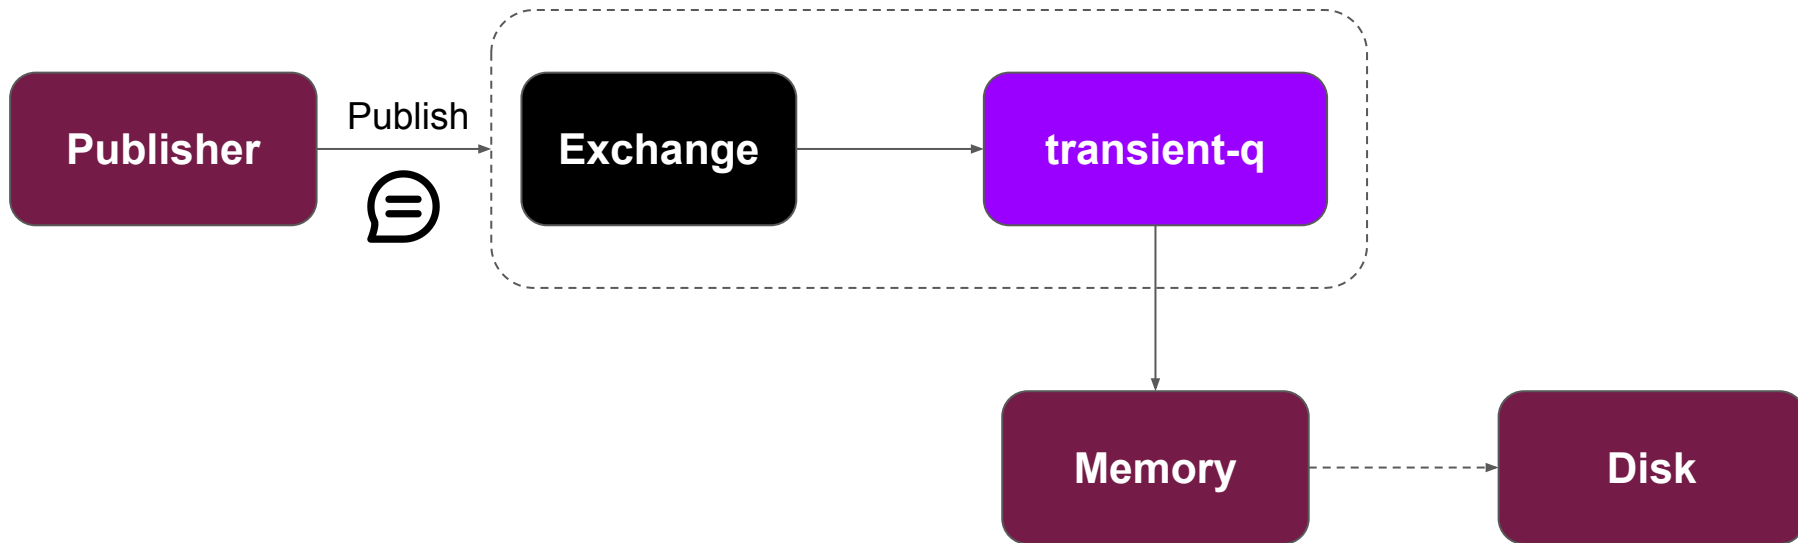 Publisher
Publish
Exchange
transient-q
Memory
Disk